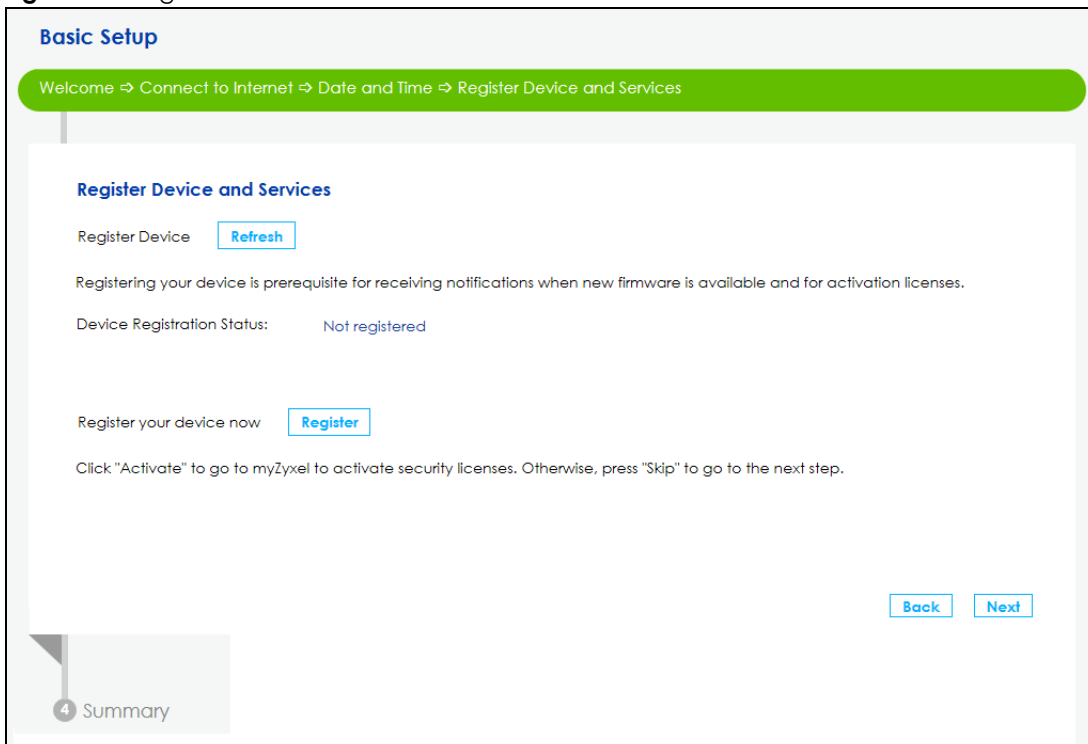 Basic Setup
Welcome ⇨ Connect to Internet ⇨ Date and Time ⇨ Register Device and Services
Register Device and Services
Register Device Refresh
Registering your device is prerequisite for receiving notifications when new firmware is available and for activation licenses.
Device Registration Status: Not registered
Register your device now Register
Click "Activate" to go to myZyxel to activate security licenses. Otherwise, press "Skip" to go to the next step.
Back Next
4 Summary